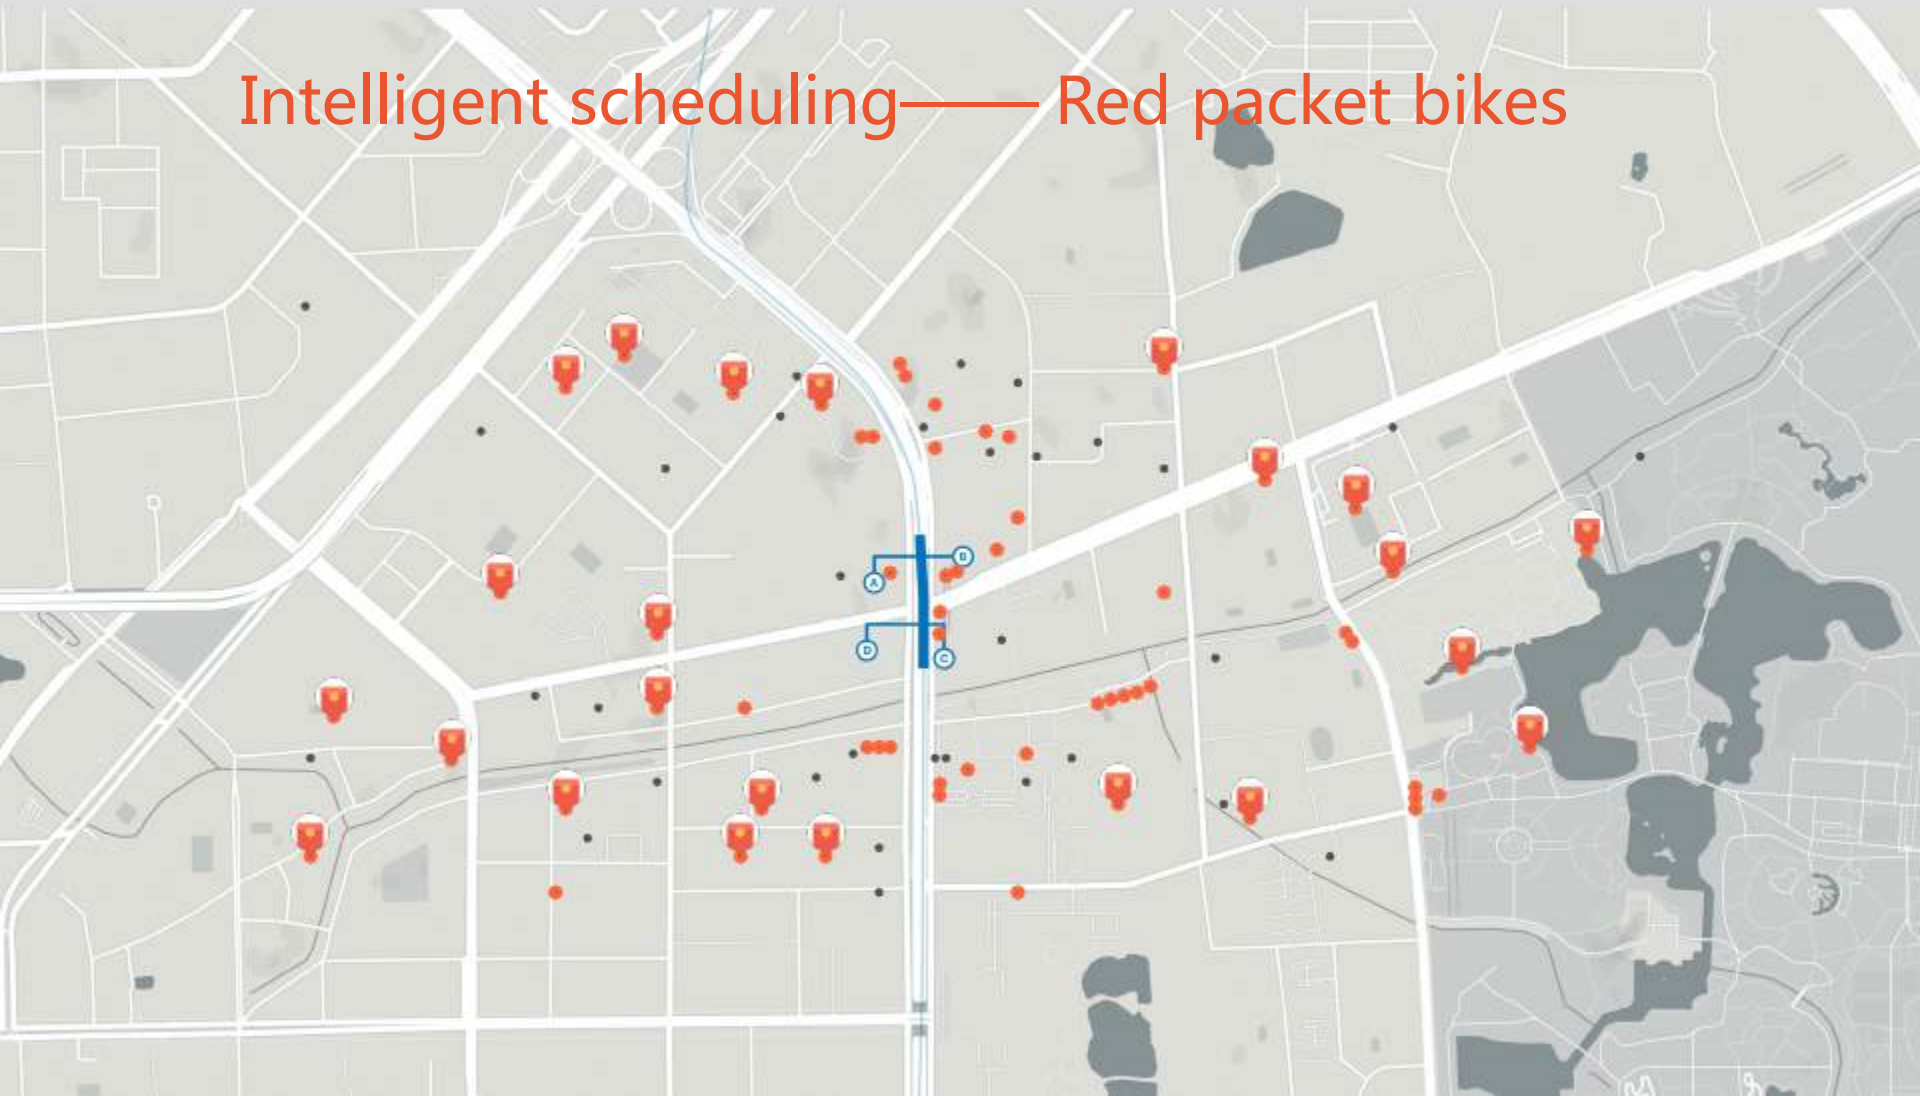 Intelligent scheduling——Red packet bikes
B
A
D
C